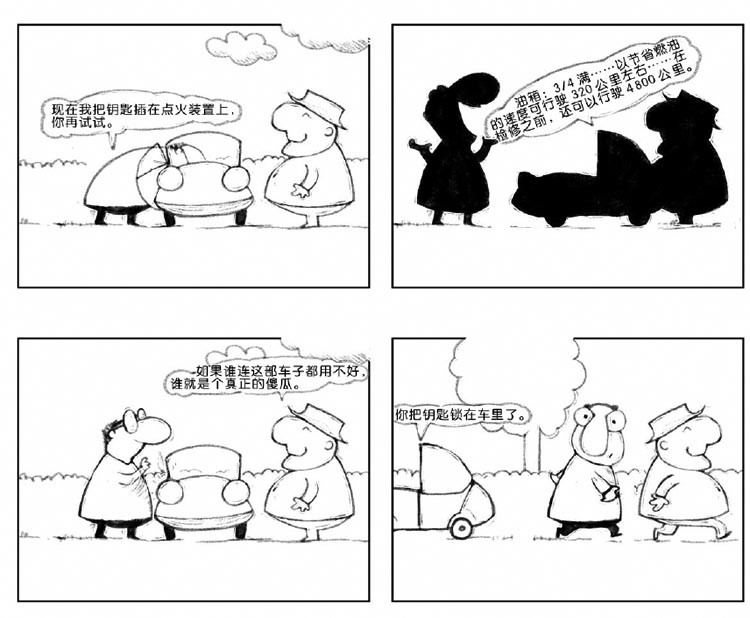 现在我把钥匙插在点火装置上，
你再试试。
油箱：3/4 满……以节省燃油
的速度可行驶 320 公里左右……在
检修之前，还可以行驶 4800 公里。
如果谁连这部车子都用不好，
谁就是个真正的傻瓜。
你把钥匙锁在车里了。